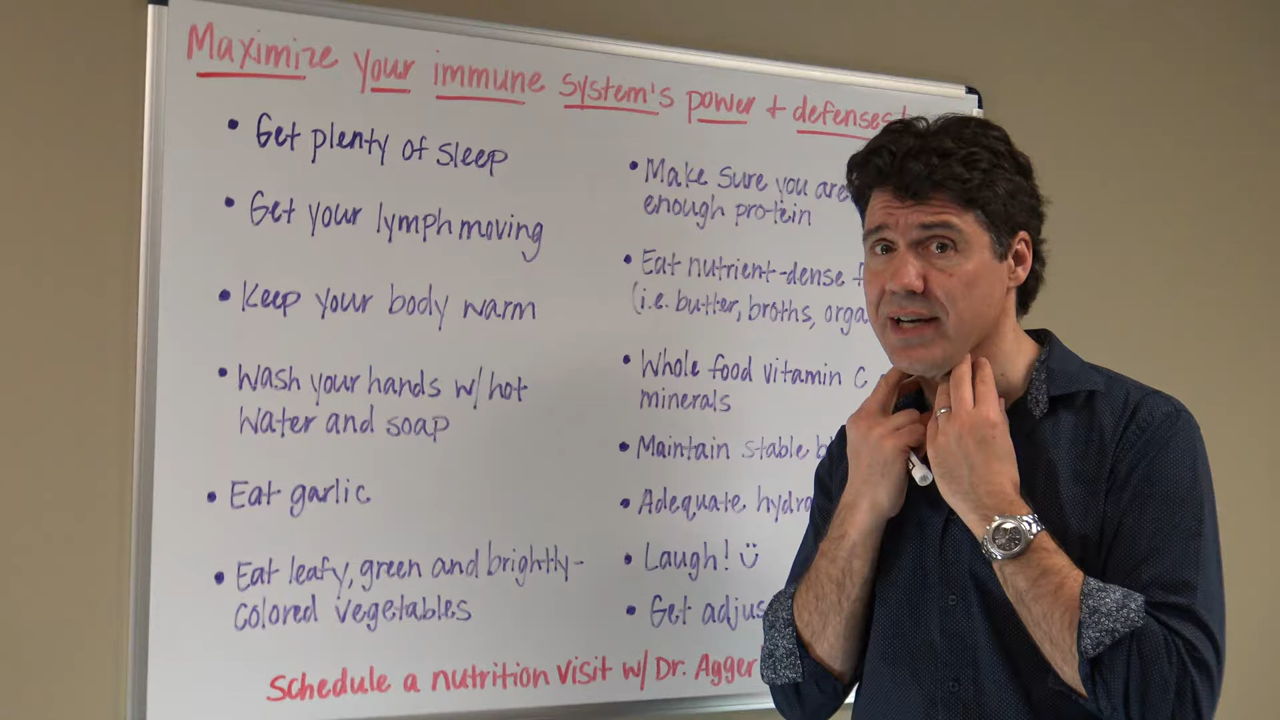 Maximize your immune system's power + defenses
• Get plenty of sleep
• Get your lymph moving
• Keep your body warm
• Wash your hands w/ hot
water and soap
• Eat garlic
• Eat leafy, green and brightly-
colored vegetables
• Make sure you are
enough protein
• Eat nutrient-dense
(i.e. butter, broths,
• Whole food vitamin C
minerals
• Maintain stable
• Adequate
• Laugh! ☺
• Get
Schedule a nutrition visit w/ Dr. Agger